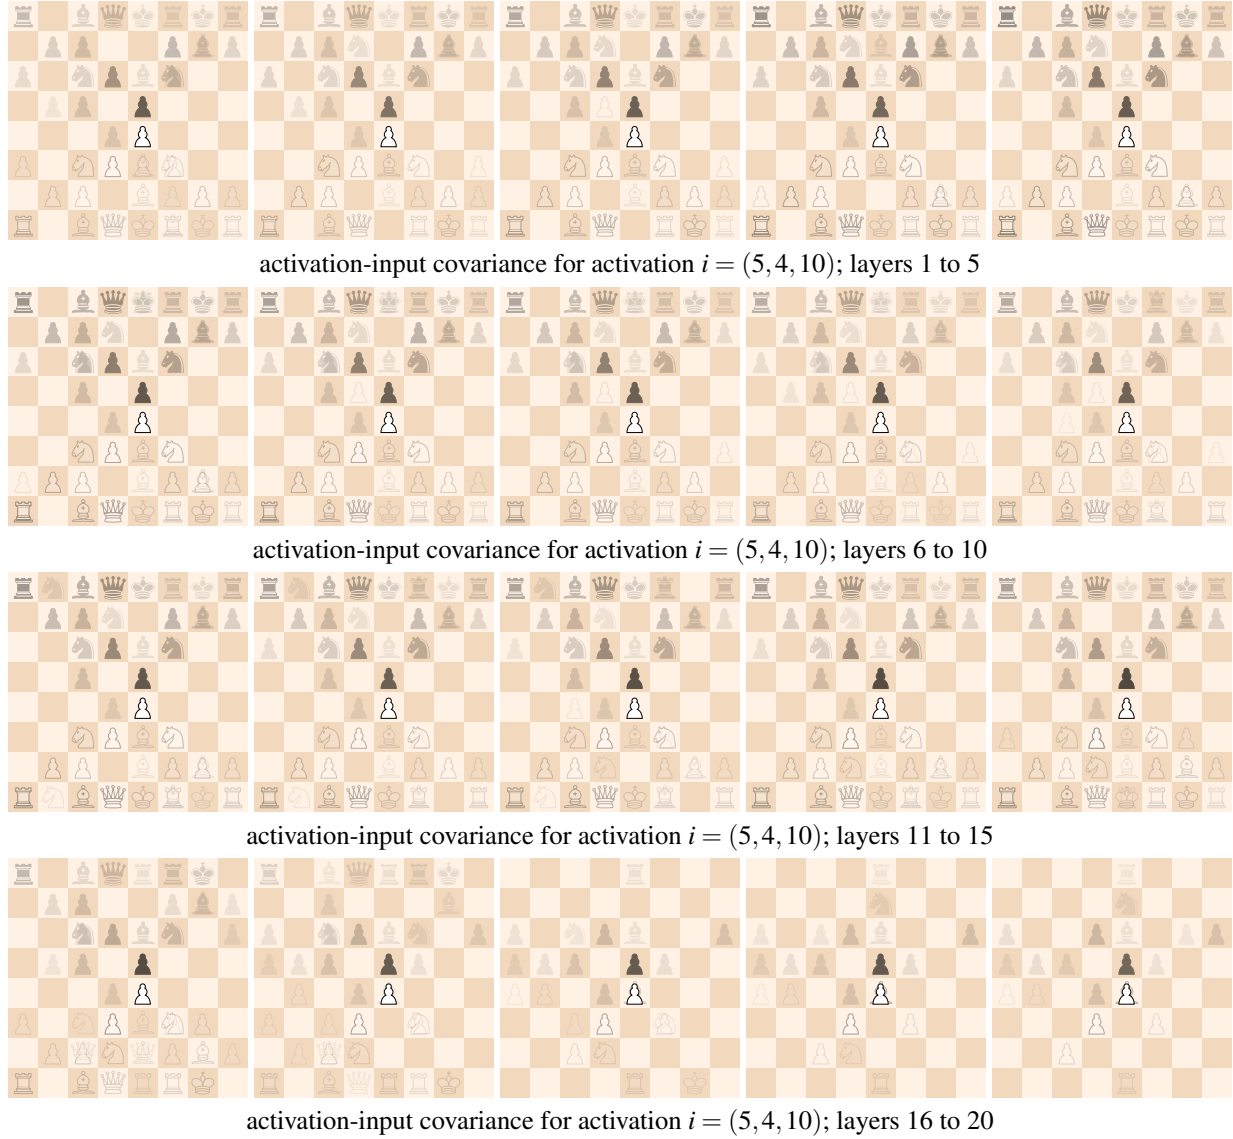 activation-input covariance for activation i = (5,4,10); layers 1 to 5
activation-input covariance for activation i = (5,4,10); layers 6 to 10
activation-input covariance for activation i = (5,4,10); layers 11 to 15
activation-input covariance for activation i = (5,4,10); layers 16 to 20